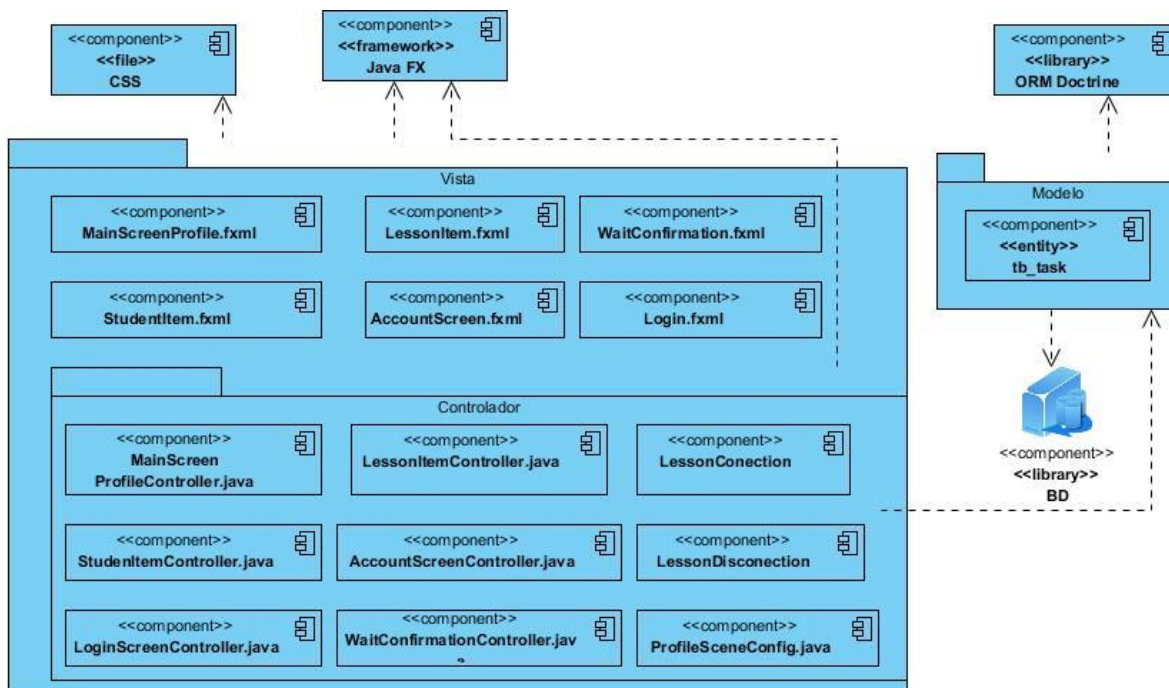 <<component>>
<<file>>
CSS
<<component>>
<<framework>>
Java FX
<<component>>
<<library>>
ORM Doctrine
Vista
<<component>>
MainScreenProfile.fxml
<<component>>
LessonItem.fxml
<<component>>
WaitConfirmation.fxml
<<component>>
StudentItem.fxml
<<component>>
AccountScreen.fxml
<<component>>
Login.fxml
Modelo
<<component>>
<<entity>>
tb_task
<<component>>
<<library>>
BD
Controlador
<<component>>
MainScreen
ProfileController.java
<<component>>
LessonItemController.java
<<component>>
LessonConection
<<component>>
StudenItemController.java
<<component>>
AccountScreenController.java
<<component>>
LessonDisconection
<<component>>
LoginScreenController.java
<<component>>
WaitConfirmationController.jav
a
<<component>>
ProfileSceneConfig.java